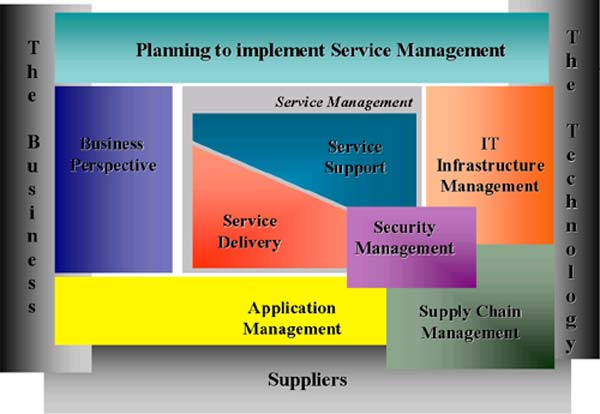 The Business
Planning to implement Service Management
The Technology
Business
Perspective
Service Management
Service
Support
Service
Delivery
IT
Infrastructure
Management
Security
Management
Application
Management
Supply Chain
Management
Suppliers